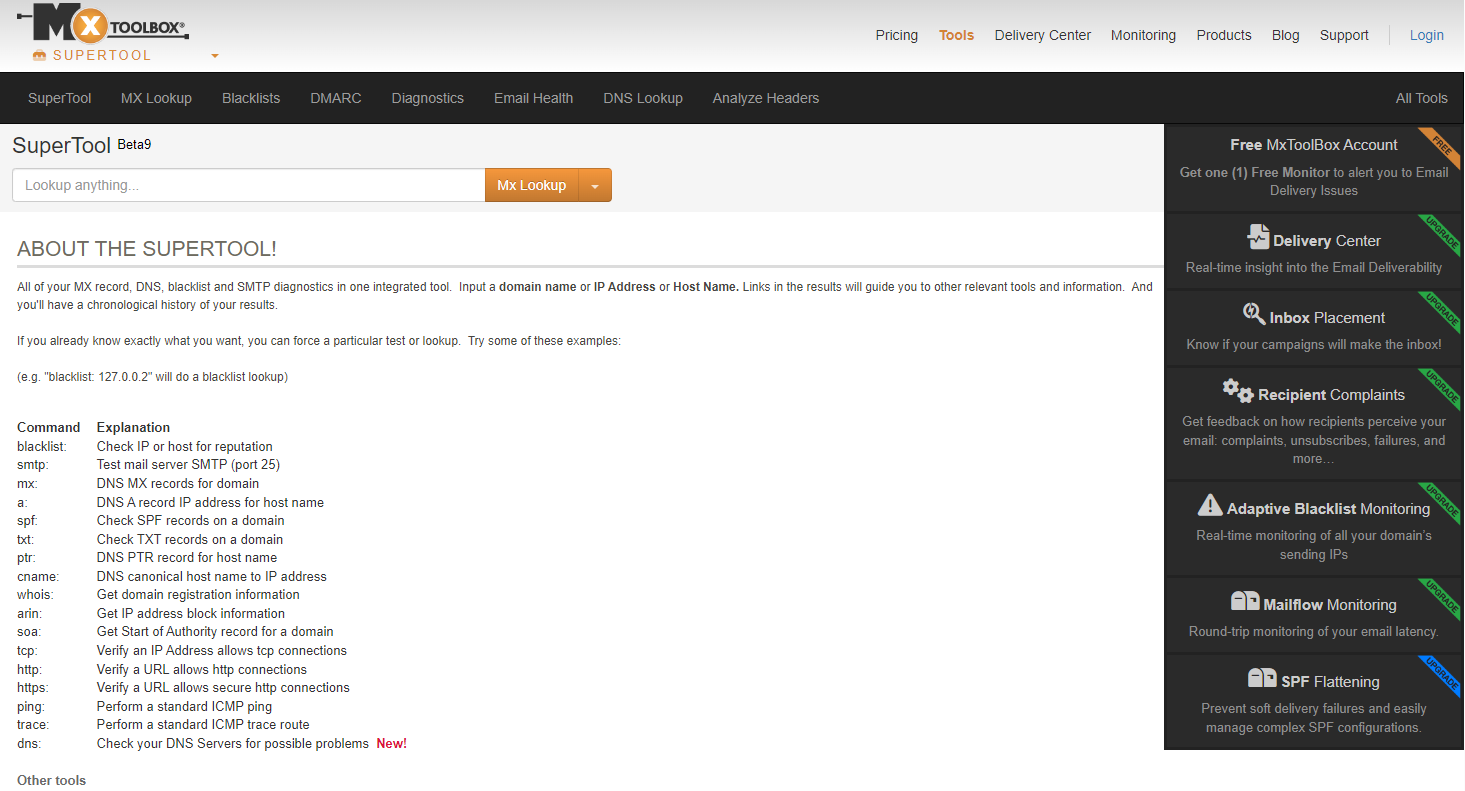 MX TOOLBOX®
SUPERTOOL
Pricing Tools Delivery Center Monitoring Products Blog Support Login
SuperTool MX Lookup Blacklists DMARC Diagnostics Email Health DNS Lookup Analyze Headers All Tools
SuperTool Beta9
Lookup anything... Mx Lookup
ABOUT THE SUPERTOOL!
All of your MX record, DNS, blacklist and SMTP diagnostics in one integrated tool.  Input a domain name or IP Address or Host Name. Links in the results will guide you to other relevant tools and information.  And
you'll have a chronological history of your results.
If you already know exactly what you want, you can force a particular test or lookup.  Try some of these examples:
(e.g. "blacklist: 127.0.0.2" will do a blacklist lookup)
Command Explanation
blacklist: Check IP or host for reputation
smtp: Test mail server SMTP (port 25)
mx: DNS MX records for domain
a: DNS A record IP address for host name
spf: Check SPF records on a domain
txt: Check TXT records on a domain
ptr: DNS PTR record for host name
cname: DNS canonical host name to IP address
whois: Get domain registration information
arin: Get IP address block information
soa: Get Start of Authority record for a domain
tcp: Verify an IP Address allows tcp connections
http: Verify a URL allows http connections
https: Verify a URL allows secure http connections
ping: Perform a standard ICMP ping
trace: Perform a standard ICMP trace route
dns: Check your DNS Servers for possible problems New!
Other tools
Free MxToolBox Account
FREE
Get one (1) Free Monitor to alert you to Email
Delivery Issues
Delivery Center
UPGRADE
Real-time insight into the Email Deliverability
Inbox Placement
UPGRADE
Know if your campaigns will make the inbox!
Recipient Complaints
UPGRADE
Get feedback on how recipients perceive your
email: complaints, unsubscribes, failures, and
more…
Adaptive Blacklist Monitoring
UPGRADE
Real-time monitoring of all your domain's
sending IPs
Mailflow Monitoring
UPGRADE
Round-trip monitoring of your email latency.
SPF Flattening
UPGRADE
Prevent soft delivery failures and easily
manage complex SPF configurations.